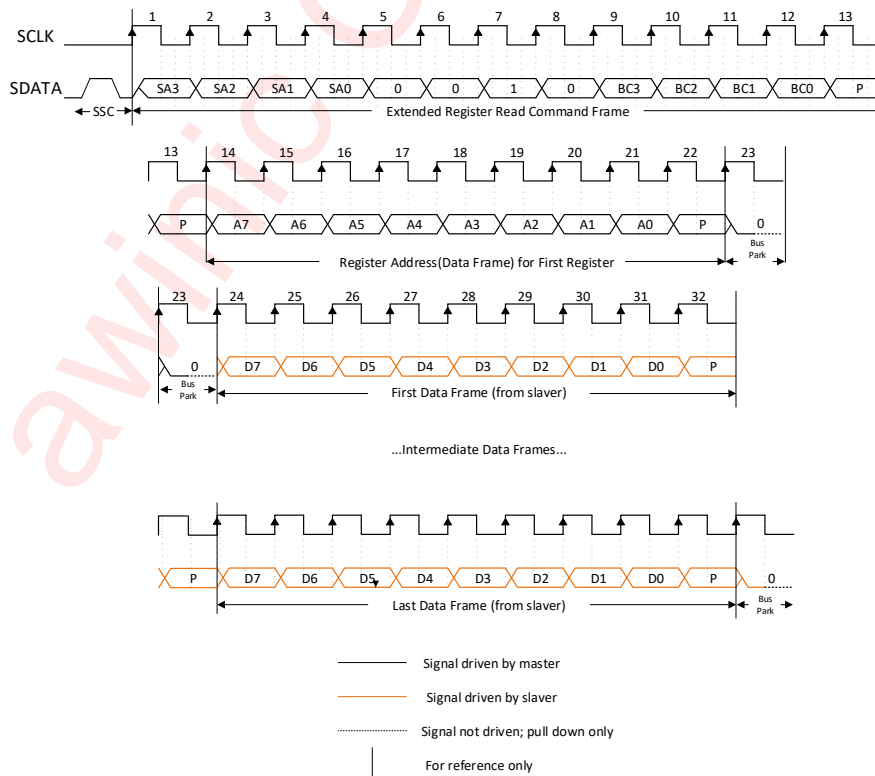 1 2 3 4 5 6 7 8 9 10 11 12 13
SCLK
SDATA SA3 SA2 SA1 SA0 0 0 1 0 BC3 BC2 BC1 BC0 P
SSC Extended Register Read Command Frame
13 14 15 16 17 18 19 20 21 22 23
P A7 A6 A5 A4 A3 A2 A1 A0 P 0
Register Address(Data Frame) for First Register Bus Park
23 24 25 26 27 28 29 30 31 32
0 D7 D6 D5 D4 D3 D2 D1 D0 P
Bus Park First Data Frame (from slaver)
...Intermediate Data Frames...
P D7 D6 D5 D4 D3 D2 D1 D0 P 0
Last Data Frame (from slaver) Bus Park
Signal driven by master
Signal driven by slaver
Signal not driven; pull down only
For reference only
awinic C